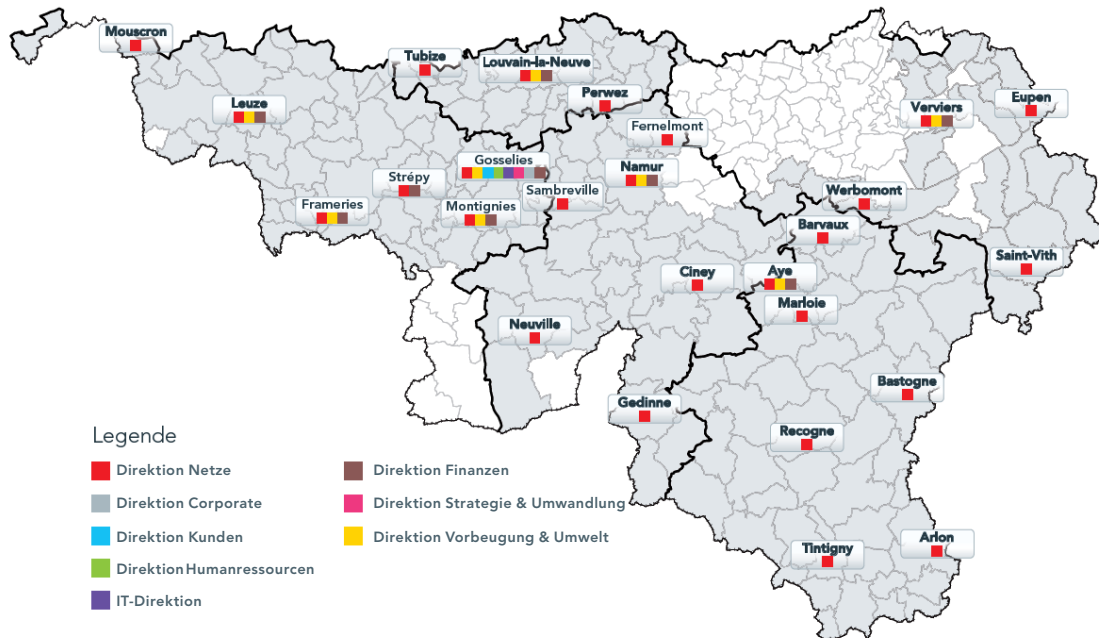 Mouscron
Tubize
Louvain-la-Neuve
Perwez
Leuze
Fernelmont
Verviers
Eupen
Gosselies
Strépy
Sambreville
Namur
Frameries
Montignies
Werbomont
Barvaux
Saint-Vith
Ciney
Aye
Marloie
Neuville
Bastogne
Gedinne
Recogne
Arlon
Tintigny
Legende
Direktion Netze
Direktion Corporate
Direktion Kunden
Direktion Humanressourcen
IT-Direktion
Direktion Finanzen
Direktion Strategie & Umwandlung
Direktion Vorbeugung & Umwelt